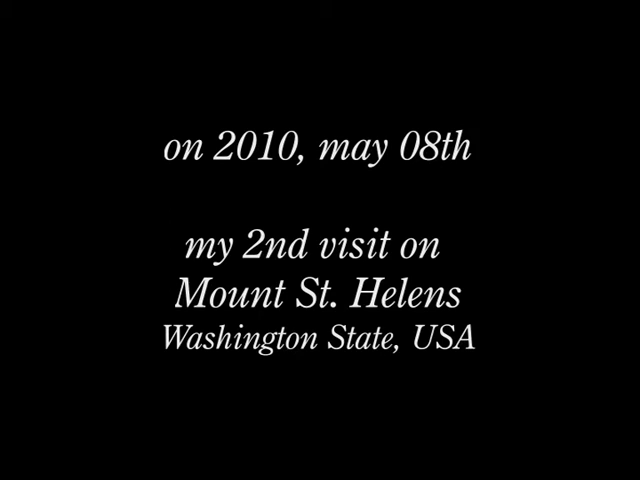 on 2010, may 08th
my 2nd visit on
Mount St. Helens
Washington State, USA